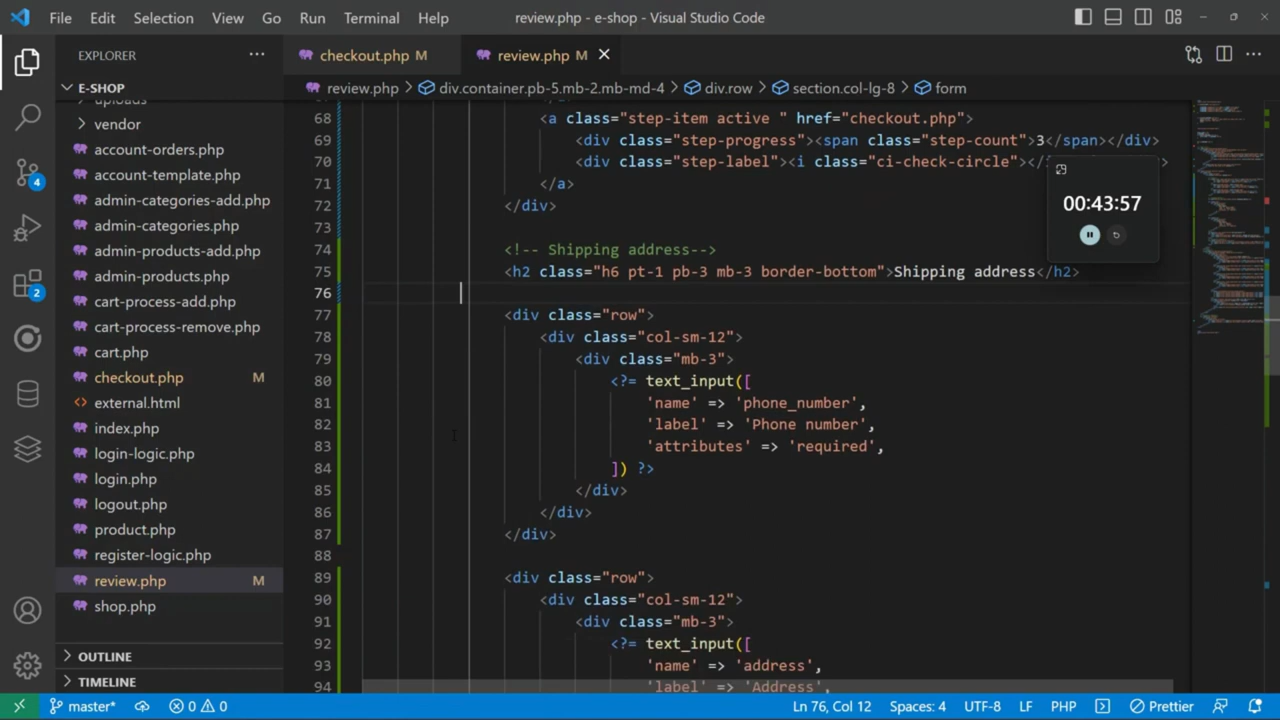 File Edit Selection View Go Run Terminal Help review.php - e-shop - Visual Studio Code
EXPLORER
checkout.php M review.php M
E-SHOP
review.php > div.container.pb-5.mb-2.mb-md-4 > div.row > section.col-lg-8 > form
uploads
vendor
account-orders.php
account-template.php
admin-categories-add.php
admin-categories.php
admin-products-add.php
admin-products.php
cart-process-add.php
cart-process-remove.php
cart.php
checkout.php M
external.html
index.php
login-logic.php
login.php
logout.php
product.php
register-logic.php
review.php M
shop.php
OUTLINE
TIMELINE
4
2
68 <a class="step-item active " href="checkout.php">
69 <div class="step-progress"><span class="step-count">3</span></div>
70 <div class="step-label"><i class="ci-check-circle"></
71 </a>
72 </div>
73
74 <!-- Shipping address-->
75 <h2 class="h6 pt-1 pb-3 mb-3 border-bottom">Shipping address</h2>
76
77 <div class="row">
78 <div class="col-sm-12">
79 <div class="mb-3">
80 <?= text_input([
81 'name' => 'phone_number',
82 'label' => 'Phone number',
83 'attributes' => 'required',
84 ]) ?>
85 </div>
86 </div>
87 </div>
88
89 <div class="row">
90 <div class="col-sm-12">
91 <div class="mb-3">
92 <?= text_input([
93 'name' => 'address',
94 'label' => 'Address',
00:43:57
master* 0 0 Ln 76, Col 12 Spaces: 4 UTF-8 LF PHP Prettier